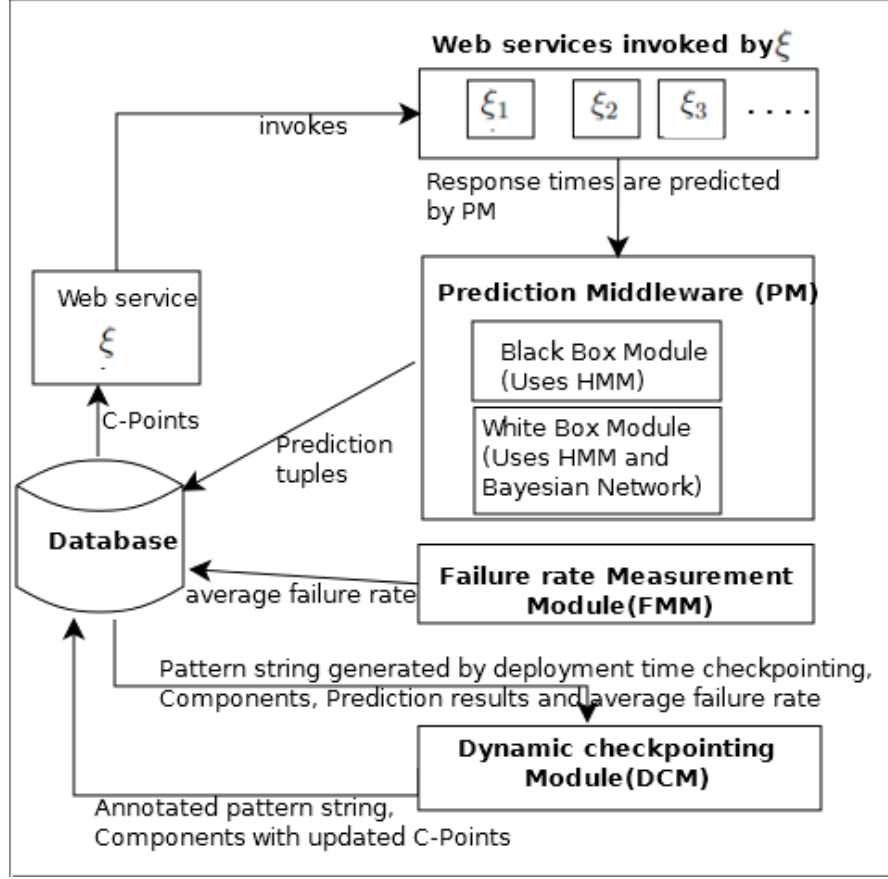 Web services invoked by ξ
ξ1 ξ2 ξ3 ....
invokes
Response times are predicted
by PM
Web service
ξ
Prediction Middleware (PM)
Black Box Module
(Uses HMM)
White Box Module
(Uses HMM and
Bayesian Network)
C-Points
Prediction
tuples
Database
Failure rate Measurement
Module(FMM)
average failure rate
Pattern string generated by deployment time checkpointing,
Components, Prediction results and average failure rate
Dynamic checkpointing
Module(DCM)
Annotated pattern string,
Components with updated C-Points